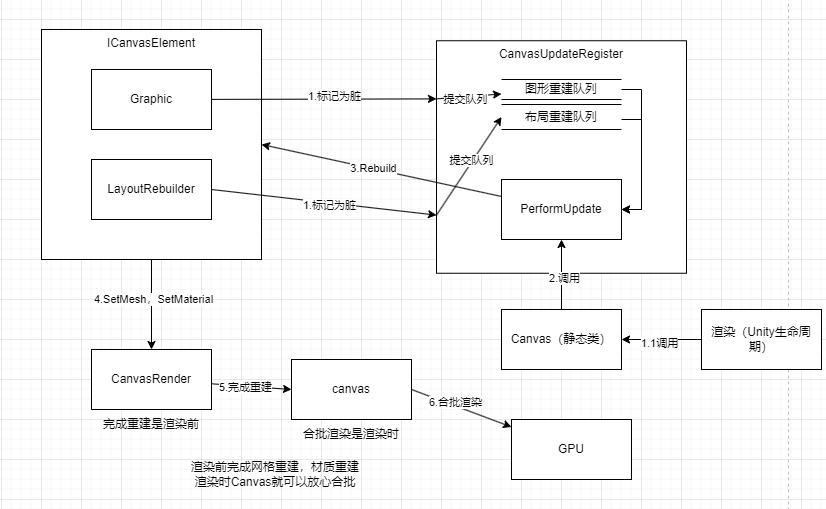 ICanvasElement
Graphic
LayoutRebuilder
1.标记为脏
1.标记为脏
3.Rebuild
CanvasUpdateRegister
提交队列
图形重建队列
布局重建队列
提交队列
PerformUpdate
2.调用
Canvas（静态类）
1.1调用
渲染（Unity生命周
期）
4.SetMesh，SetMaterial
CanvasRender
完成重建是渲染前
5.完成重建
canvas
合批渲染是渲染时
6.合批渲染
GPU
渲染前完成网格重建，材质重建
渲染时Canvas就可以放心合批